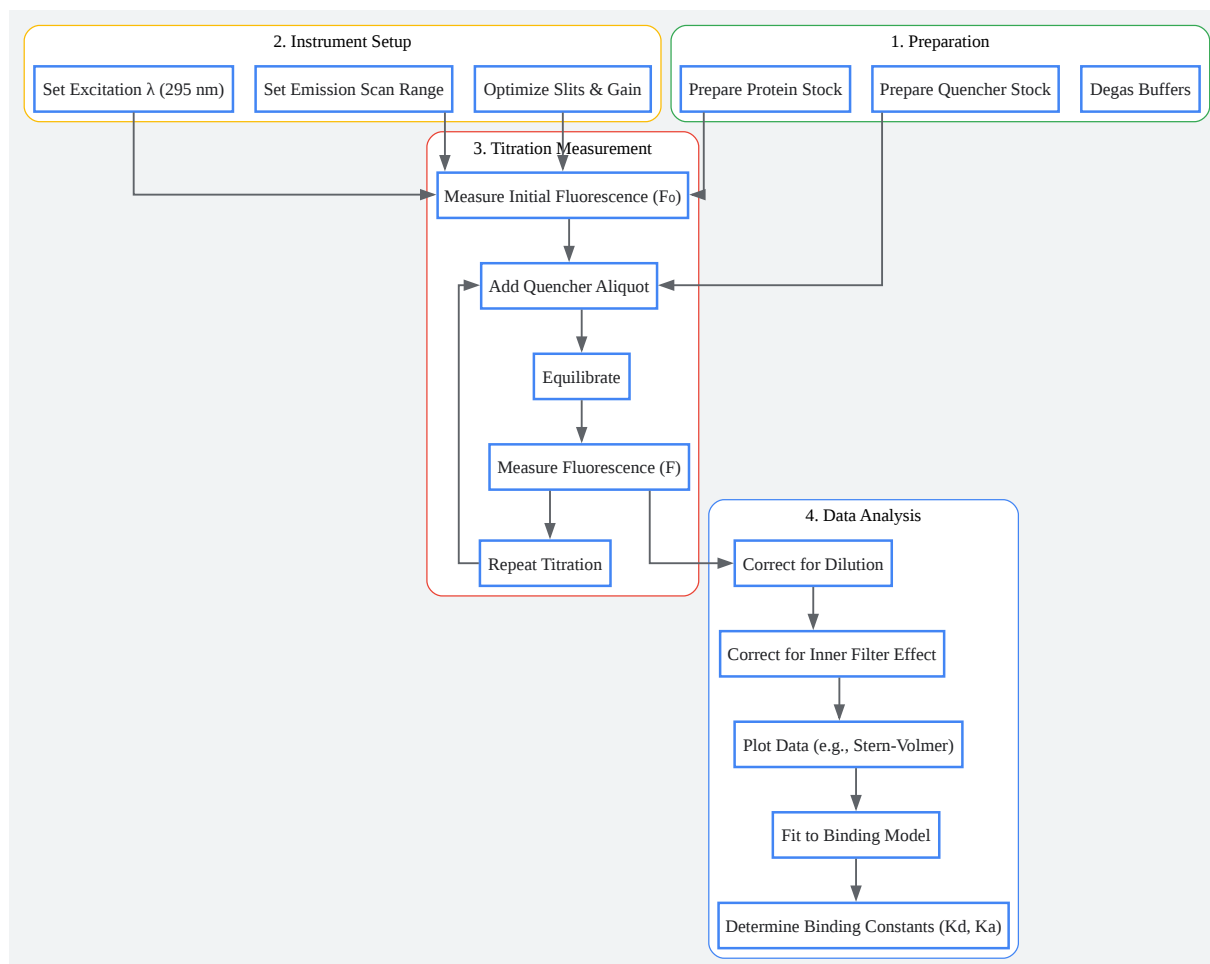 2. Instrument Setup
Set Excitation λ (295 nm)
Set Emission Scan Range
Optimize Slits & Gain
1. Preparation
Prepare Protein Stock
Prepare Quencher Stock
Degas Buffers
3. Titration Measurement
Measure Initial Fluorescence (F₀)
Add Quencher Aliquot
Equilibrate
Measure Fluorescence (F)
Repeat Titration
4. Data Analysis
Correct for Dilution
Correct for Inner Filter Effect
Plot Data (e.g., Stern-Volmer)
Fit to Binding Model
Determine Binding Constants (Kd, Ka)